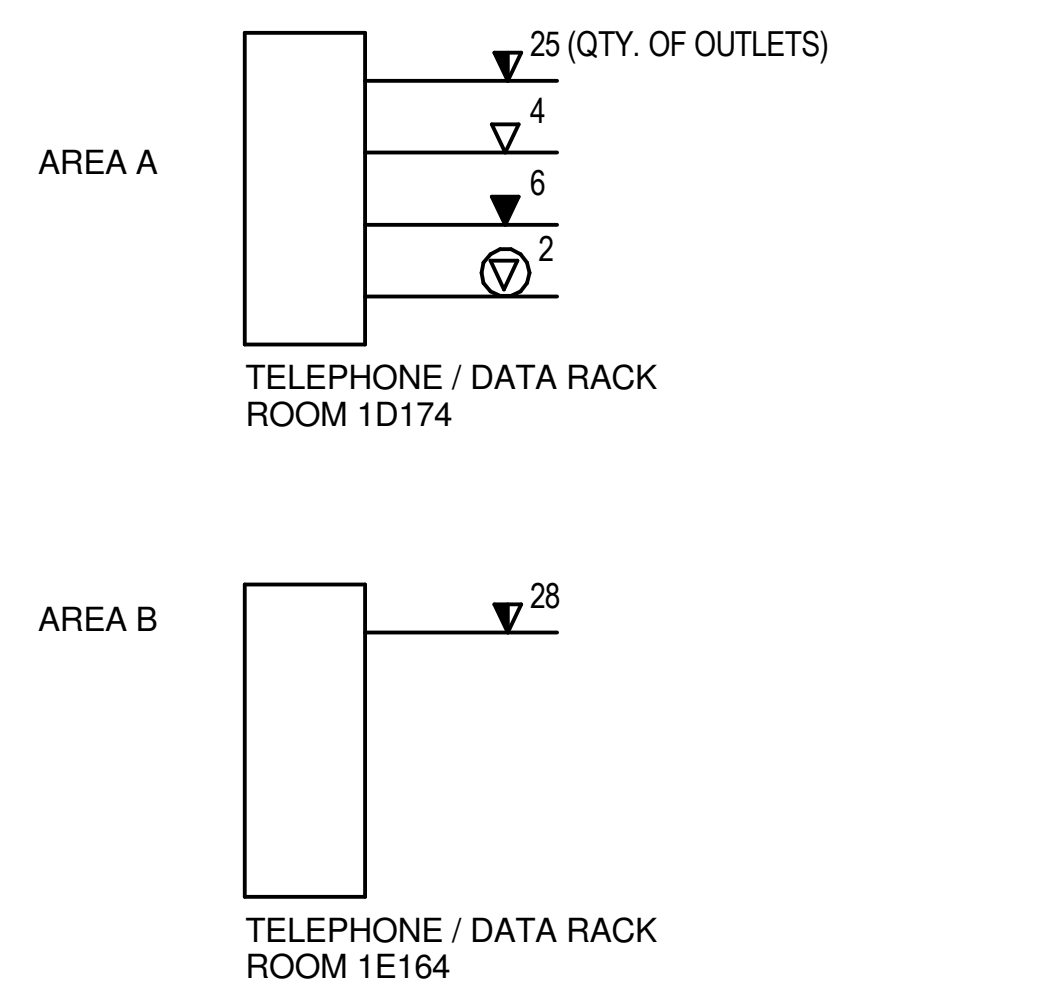 25 (QTY. OF OUTLETS)
4
AREA A
6
2
TELEPHONE / DATA RACK
ROOM 1D174
28
AREA B
TELEPHONE / DATA RACK
ROOM 1E164